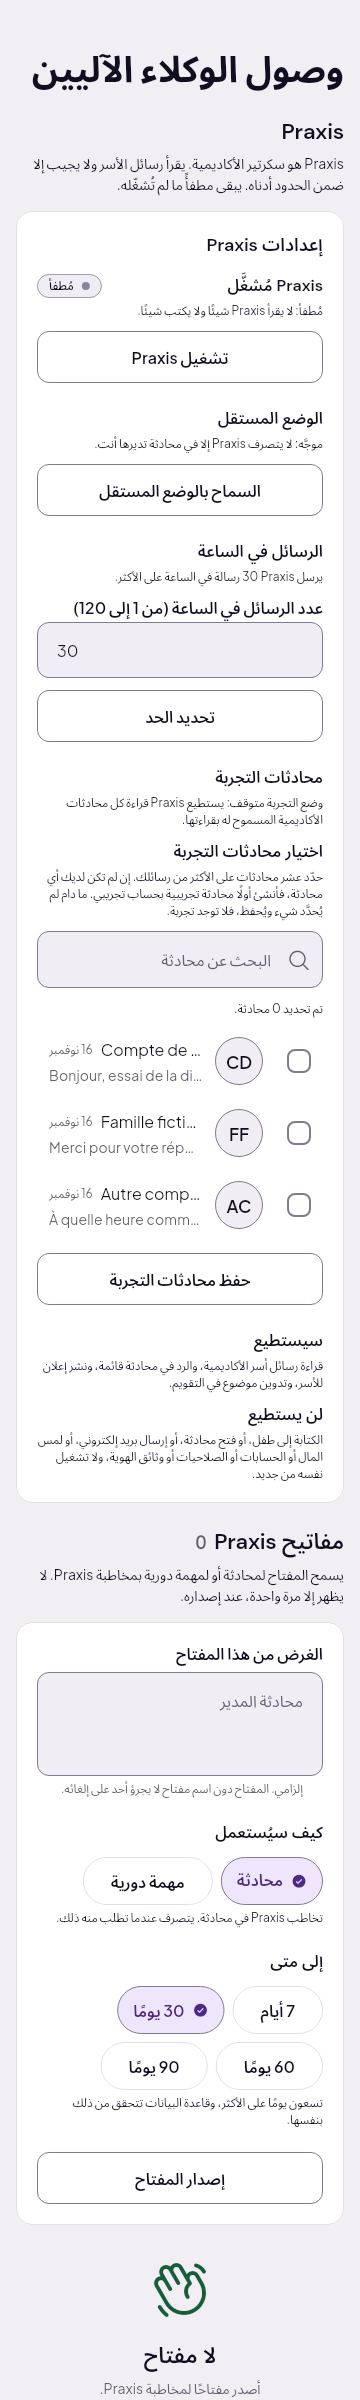 وصول الوكلاء الآليين
Praxis
Praxis هو سكرتير الأكاديمية. يقرأ رسائل الأسر ولا يجيب إلا
ضمن الحدود أدناه. يبقى مطفأً ما لم تُشغّله.
إعدادات Praxis
Praxis مُشغَّل
مُطفأ
مُطفأ: لا يقرأ Praxis شيئًا ولا يكتب شيئًا.
تشغيل Praxis
الوضع المستقل
موجَّه: لا يتصرف Praxis إلا في محادثة تديرها أنت.
السماح بالوضع المستقل
الرسائل في الساعة
يرسل Praxis 30 رسالة في الساعة على الأكثر.
عدد الرسائل في الساعة (من 1 إلى 120)
30
تحديد الحد
محادثات التجربة
وضع التجربة متوقف: يستطيع Praxis قراءة كل محادثات
الأكاديمية المسموح له بقراءتها.
اختيار محادثات التجربة
حدّد عشر محادثات على الأكثر من رسائلك. إن لم تكن لديك أي
محادثة، فأنشئ أولًا محادثة تجريبية بحساب تجريبي. ما دام لم
يُحدَّد شيء ويُحفظ، فلا توجد تجربة.
البحث عن محادثة
تم تحديد 0 محادثة.
CD
Compte de ...
16 نوفمبر
Bonjour, essai de la di...
FF
Famille ficti...
16 نوفمبر
Merci pour votre rép...
AC
Autre comp...
16 نوفمبر
À quelle heure comm...
حفظ محادثات التجربة
سيستطيع
قراءة رسائل أسر الأكاديمية، والرد في محادثة قائمة، ونشر إعلان
للأسر، وتدوين موضوع في التقويم.
لن يستطيع
الكتابة إلى طفل، أو فتح محادثة، أو إرسال بريد إلكتروني، أو لمس
المال أو الحسابات أو الصلاحيات أو وثائق الهوية، ولا تشغيل
نفسه من جديد.
مفاتيح Praxis 0
يسمح المفتاح لمحادثة أو لمهمة دورية بمخاطبة Praxis. لا
يظهر إلا مرة واحدة، عند إصداره.
الغرض من هذا المفتاح
محادثة المدير
إلزامي. المفتاح دون اسم مفتاح لا يجرؤ أحد على إلغائه.
كيف سيُستعمل
محادثة
مهمة دورية
تخاطب Praxis في محادثة. يتصرف عندما تطلب منه ذلك.
إلى متى
7 أيام
30 يومًا
60 يومًا
90 يومًا
تسعون يومًا على الأكثر، وقاعدة البيانات تتحقق من ذلك
بنفسها.
إصدار المفتاح
لا مفتاح
أصدر مفتاحًا لمخاطبة Praxis.